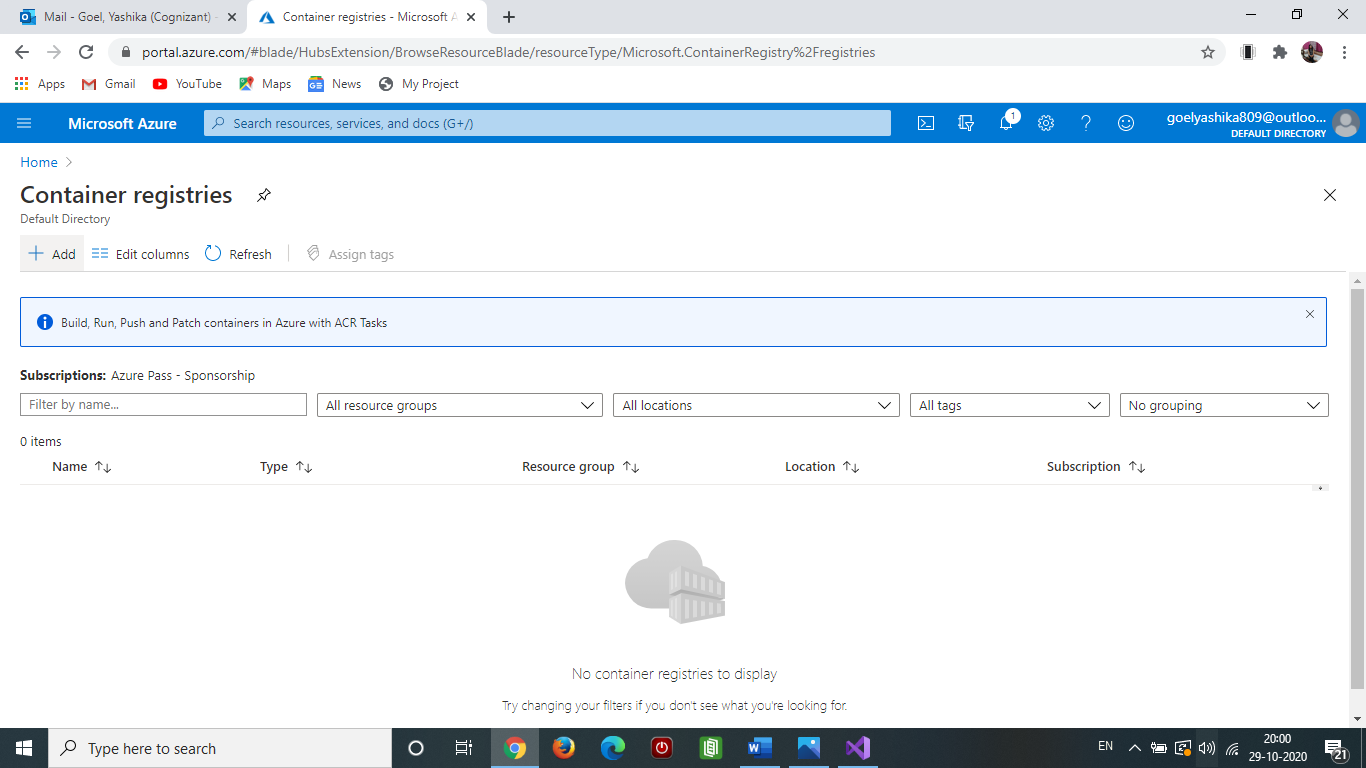 Mail - Goel, Yashika (Cognizant) -
Container registries - Microsoft A
portal.azure.com/#blade/HubsExtension/BrowseResourceBlade/resourceType/Microsoft.ContainerRegistry%2Fregistries
Apps Gmail YouTube Maps News My Project
Microsoft Azure
Search resources, services, and docs (G+/)
1
goelyashika809@outloo...
DEFAULT DIRECTORY
Home
Container registries
Default Directory
Add Edit columns Refresh Assign tags
Build, Run, Push and Patch containers in Azure with ACR Tasks
Subscriptions: Azure Pass - Sponsorship
Filter by name... All resource groups All locations All tags No grouping
0 items
Name Type Resource group Location Subscription
No container registries to display
Try changing your filters if you don't see what you're looking for.
Type here to search
EN
20:00
29-10-2020
21